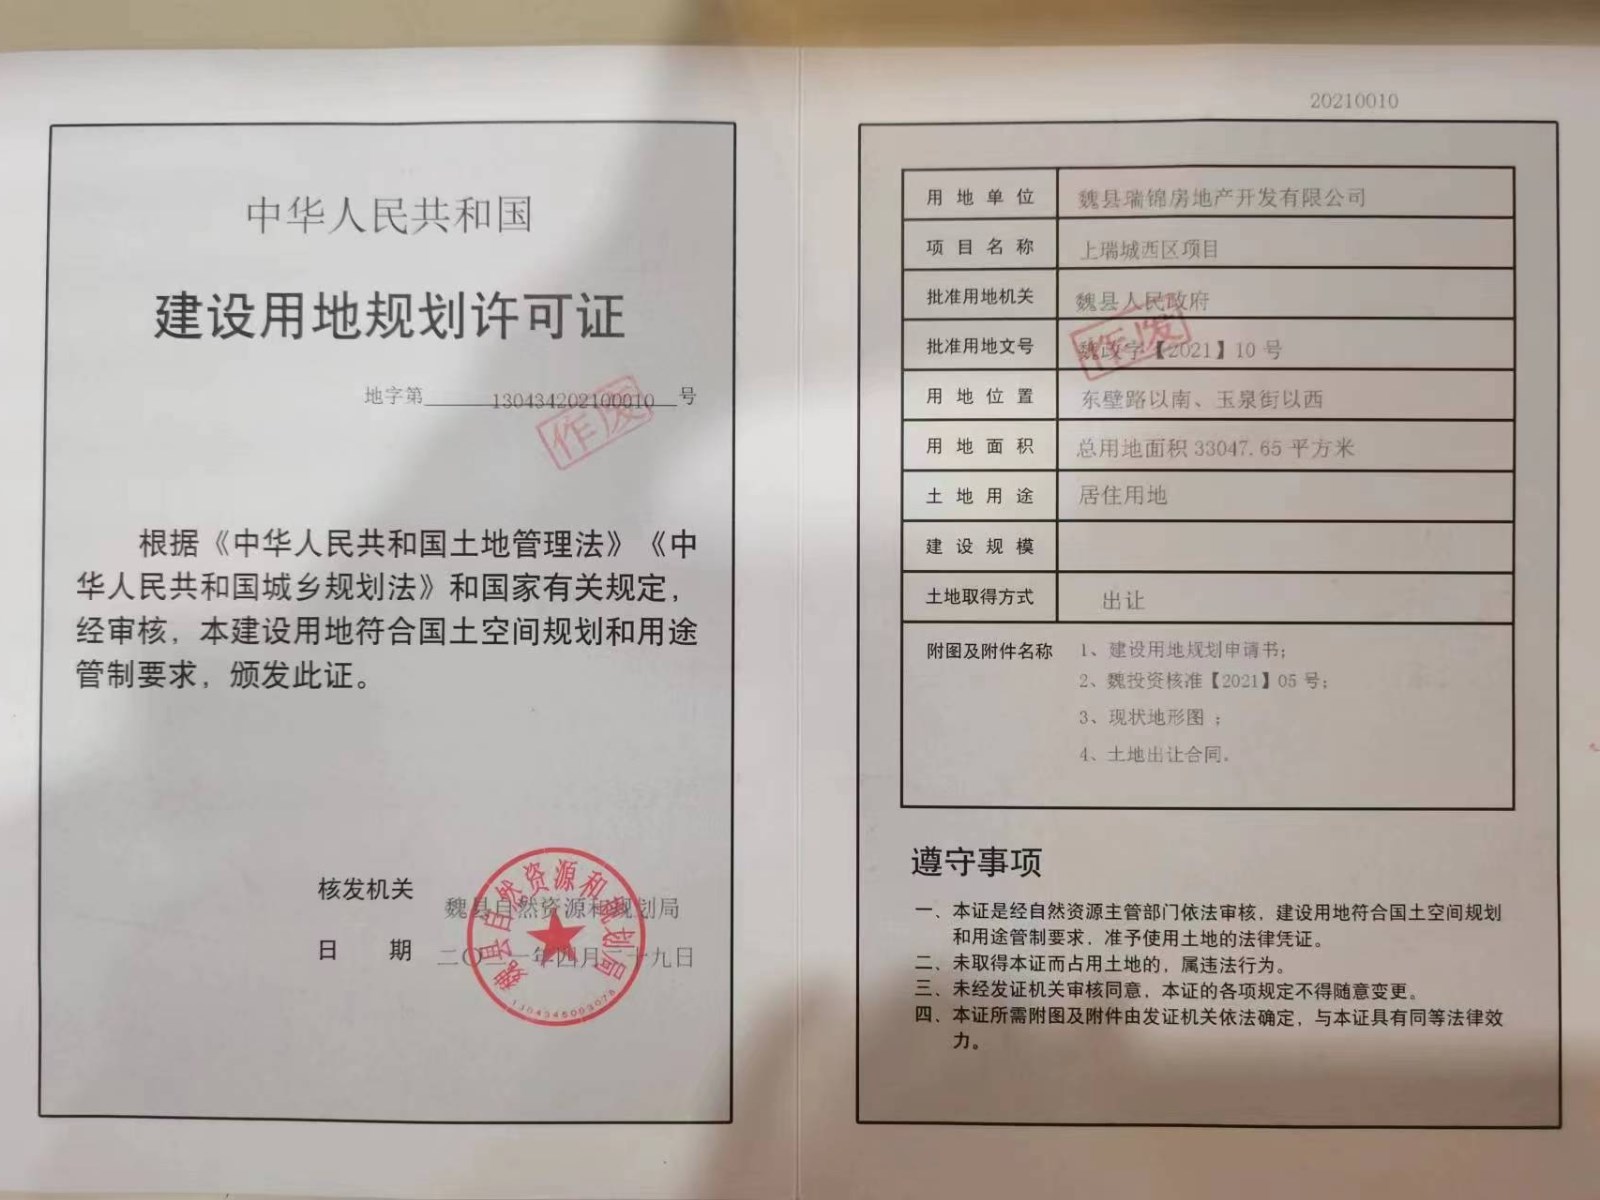 中华人民共和国
建设用地规划许可证
地字第 130434202100010 号
作废
根据《中华人民共和国土地管理法》《中
华人民共和国城乡规划法》和国家有关规定，
经审核，本建设用地符合国土空间规划和用途
管制要求，颁发此证。
核发机关 魏县自然资源和规划局
日 期 二〇二一年四月二十九日
魏县自然资源和规划局
20210010
用地单位 魏县瑞锦房地产开发有限公司
项目名称 上瑞城西区项目
批准用地机关 魏县人民政府
批准用地文号 魏政字【2021】10 号
作废
用地位置 东壁路以南、玉泉街以西
用地面积 总用地面积 33047.65 平方米
土地用途 居住用地
建设规模
土地取得方式 出让
附图及附件名称 1、建设用地规划申请书；
2、魏投资核准【2021】05 号；
3、现状地形图 ；
4、土地出让合同。
遵守事项
一、本证是经自然资源主管部门依法审核，建设用地符合国土空间规划
和用途管制要求，准予使用土地的法律凭证。
二、未取得本证而占用土地的，属违法行为。
三、未经发证机关审核同意，本证的各项规定不得随意变更。
四、本证所需附图及附件由发证机关依法确定，与本证具有同等法律效
力。